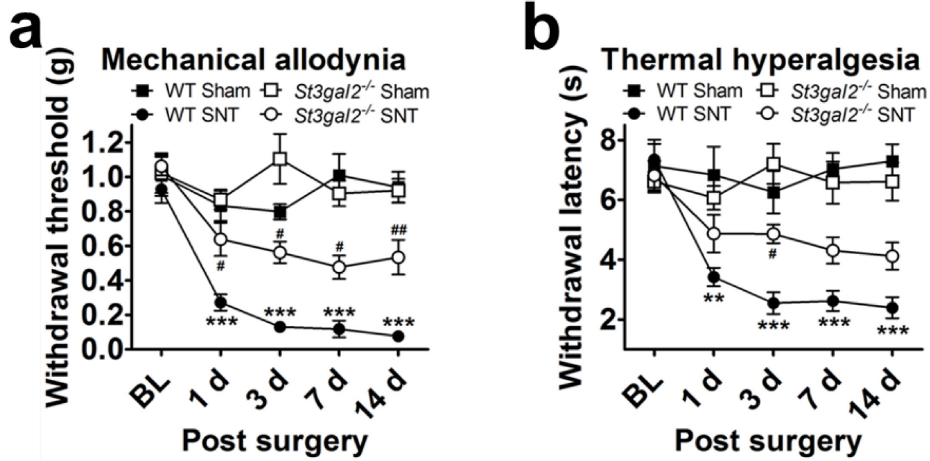 a
Mechanical allodynia
WT Sham St3gal2-/- Sham
WT SNT St3gal2-/- SNT
Withdrawal threshold (g)
1.2
1.0
0.8
0.6
0.4
0.2
0.0
# # # ##
*** *** *** ***
BL 1 d 3 d 7 d 14 d
Post surgery
b
Thermal hyperalgesia
WT Sham St3gal2-/- Sham
WT SNT St3gal2-/- SNT
Withdrawal latency (s)
8
6
4
2
#
** *** *** ***
BL 1 d 3 d 7 d 14 d
Post surgery